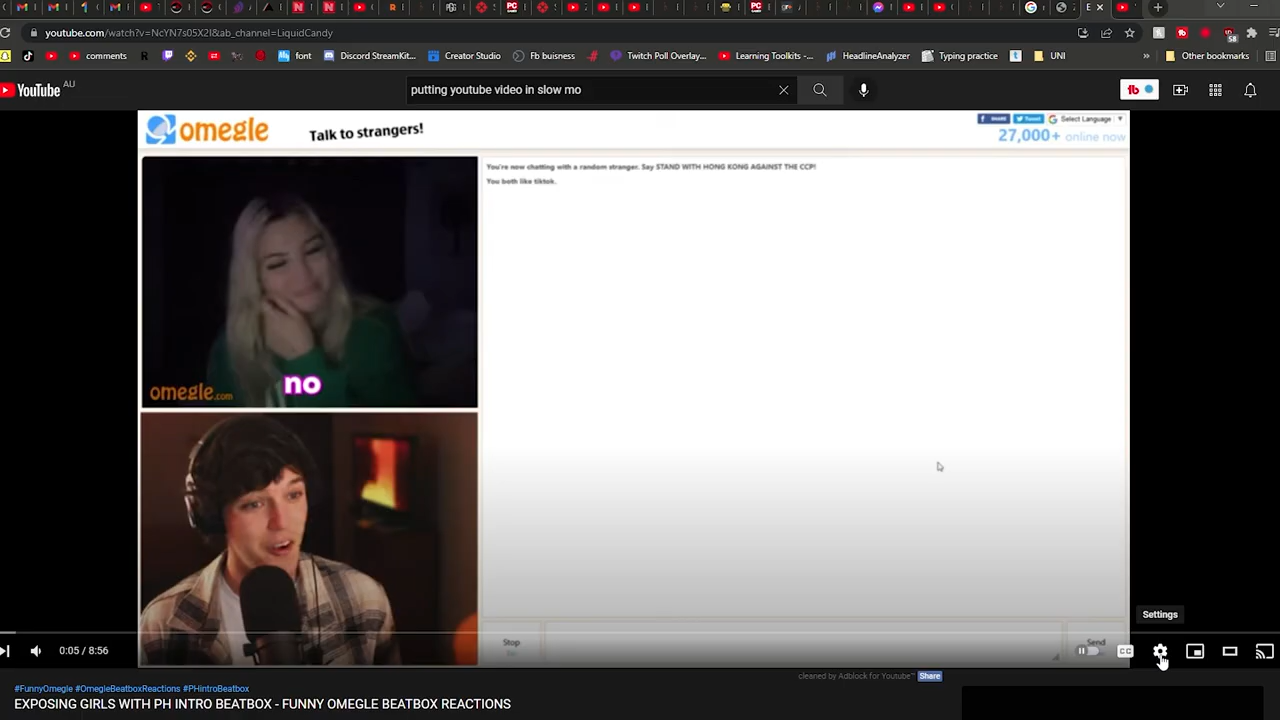 youtube.com/watch?v=NcYN7s05X2I&ab_channel=LiquidCandy
comments
font
Discord StreamKit...
Creator Studio
Fb buisness
Twitch Poll Overlay...
Learning Toolkits -...
HeadlineAnalyzer
Typing practice
UNI
Other bookmarks
YouTube AU
putting youtube video in slow mo
omegle Talk to strangers!
SHARE Tweet Select Language
27,000+ online now
You're now chatting with a random stranger. Say STAND WITH HONG KONG AGAINST THE CCP!
You both like tiktok.
no
omegle.com
Stop
Esc
Send
Settings
0:05 / 8:56
CC
cleaned by Adblock for Youtube™ Share
#FunnyOmegle #OmegleBeatboxReactions #PHintroBeatbox
EXPOSING GIRLS WITH PH INTRO BEATBOX - FUNNY OMEGLE BEATBOX REACTIONS